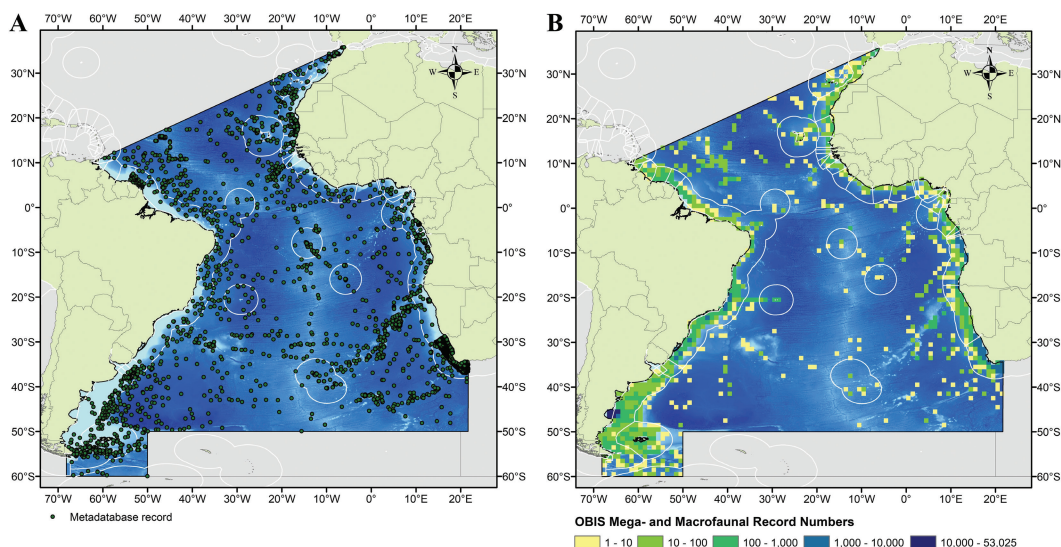 A
B
N
W E
S
N
W E
S
30°N
20°N
10°N
0°
10°S
20°S
30°S
40°S
50°S
60°S
30°N
20°N
10°N
0°
10°S
20°S
30°S
40°S
50°S
60°S
30°N
20°N
10°N
0°
10°S
20°S
30°S
40°S
50°S
60°S
70°W 60°W 50°W 40°W 30°W 20°W 10°W 0° 10°E 20°E
70°W 60°W 50°W 40°W 30°W 20°W 10°W 0° 10°E 20°E
Metadatabase record
OBIS Mega- and Macrofaunal Record Numbers
1 - 10 10 - 100 100 - 1,000 1,000 - 10,000 10,000 - 53,025